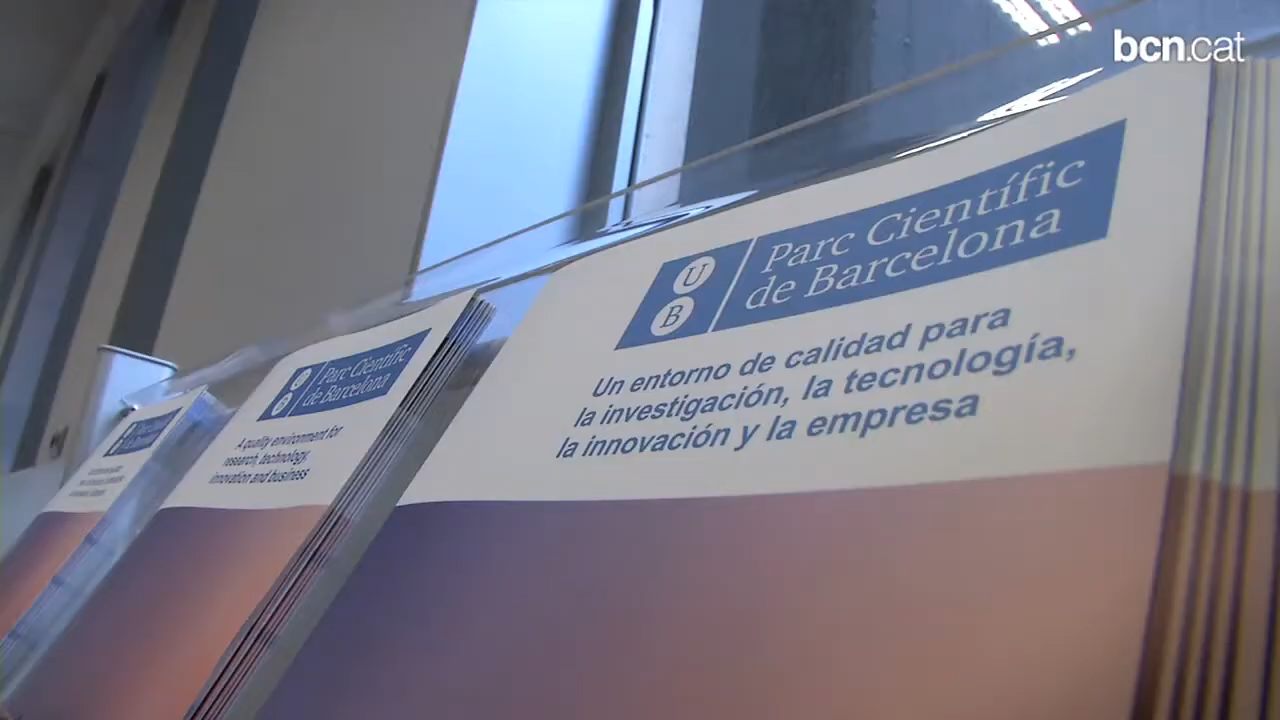 bcn.cat
U
B
Parc Científic
de Barcelona
Un entorno de calidad para
la investigación, la tecnología,
la innovación y la empresa
U
B
Parc Científic
de Barcelona
A quality environment for
research, technology,
innovation and business